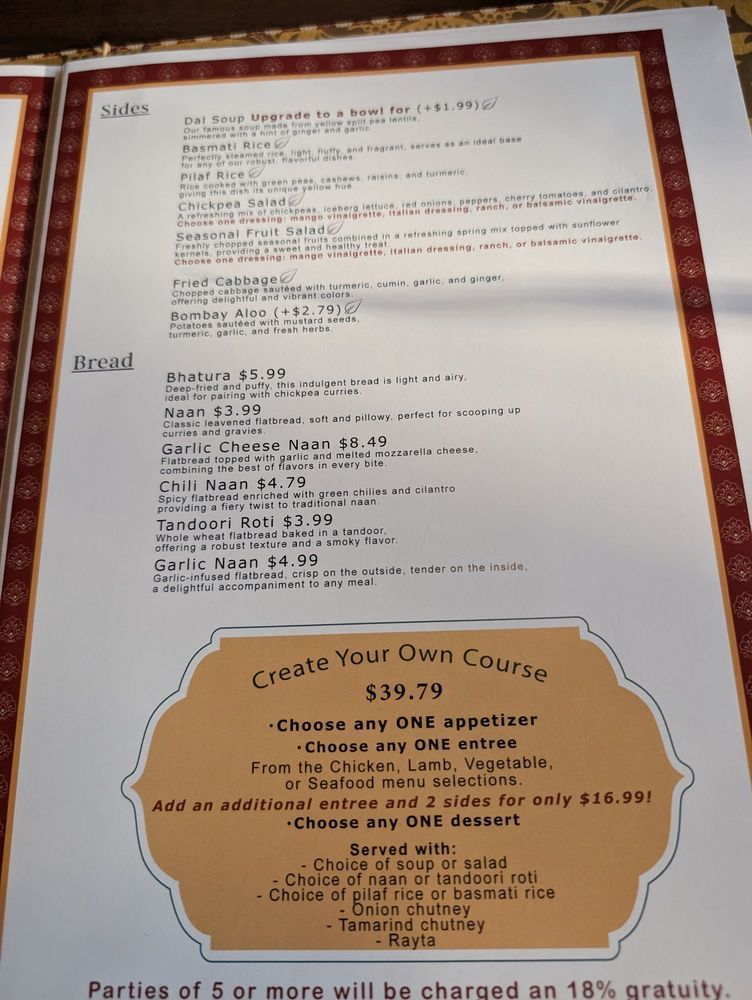 Sides
Dal Soup Upgrade to a bowl for (+$1.99)
Our famous soup made from yellow split pea lentils,
simmered with a hint of ginger and garlic
Basmati Rice
Perfectly steamed rice, light, fluffy, and fragrant, serves as an ideal base
for any of our robust, flavorful dishes.
Pilaf Rice
Rice cooked with green peas, cashews, raisins, and turmeric,
giving this dish its unique yellow hue.
Chickpea Salad
A refreshing mix of chickpeas, iceberg lettuce, red onions, peppers, cherry tomatoes, and cilantro.
Choose one dressing: mango vinaigrette, italian dressing, ranch, or balsamic vinaigrette.
Seasonal Fruit Salad
Freshly chopped seasonal fruits combined in a refreshing spring mix topped with sunflower
kernels, providing a sweet and healthy treat
Choose one dressing: mango vinaigrette, italian dressing, ranch, or balsamic vinaigrette.
Fried Cabbage
Chopped cabbage sautéed with turmeric, cumin, garlic, and ginger,
offering delightful and vibrant colors.
Bombay Aloo (+$2.79)
Potatoes sautéed with mustard seeds,
turmeric, garlic, and fresh herbs.
Bread
Bhatura $5.99
Deep-fried and puffy, this indulgent bread is light and airy,
ideal for pairing with chickpea curries.
Naan $3.99
Classic leavened flatbread, soft and pillowy, perfect for scooping up
curries and gravies.
Garlic Cheese Naan $8.49
Flatbread topped with garlic and melted mozzarella cheese,
combining the best of flavors in every bite.
Chili Naan $4.79
Spicy flatbread enriched with green chilies and cilantro
providing a fiery twist to traditional naan.
Tandoori Roti $3.99
Whole wheat flatbread baked in a tandoor,
offering a robust texture and a smoky flavor.
Garlic Naan $4.99
Garlic-infused flatbread, crisp on the outside, tender on the inside,
a delightful accompaniment to any meal.
Create Your Own Course
$39.79
·Choose any ONE appetizer
·Choose any ONE entree
From the Chicken, Lamb, Vegetable,
or Seafood menu selections.
Add an additional entree and 2 sides for only $16.99!
·Choose any ONE dessert
Served with:
- Choice of soup or salad
- Choice of naan or tandoori roti
- Choice of pilaf rice or basmati rice
- Onion chutney
- Tamarind chutney
- Rayta
Parties of 5 or more will be charged an 18% gratuity.